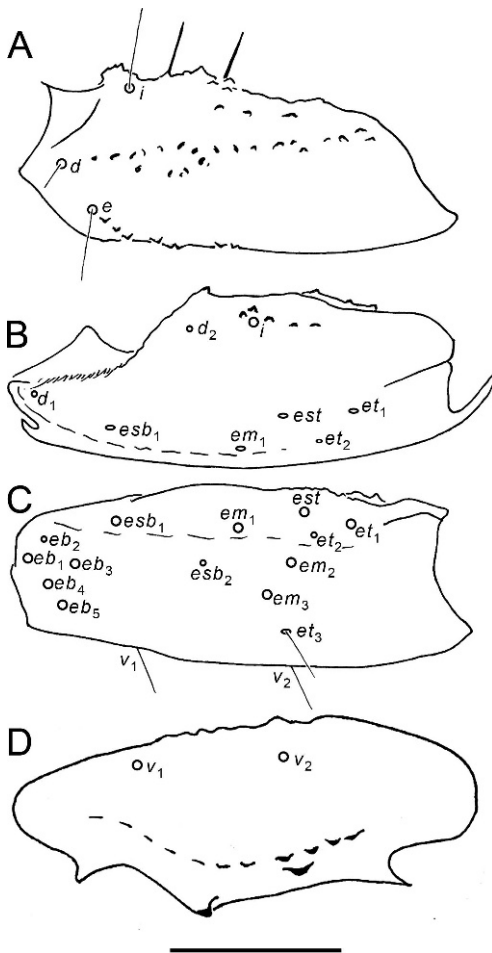 A
i
d
e
B
d2
i
d1
esb1
em1
est
et1
et2
C
esb1
em1
est
et2
et1
eb2
eb1
eb3
eb4
eb5
esb2
em2
em3
et3
v1
v2
D
v1
v2